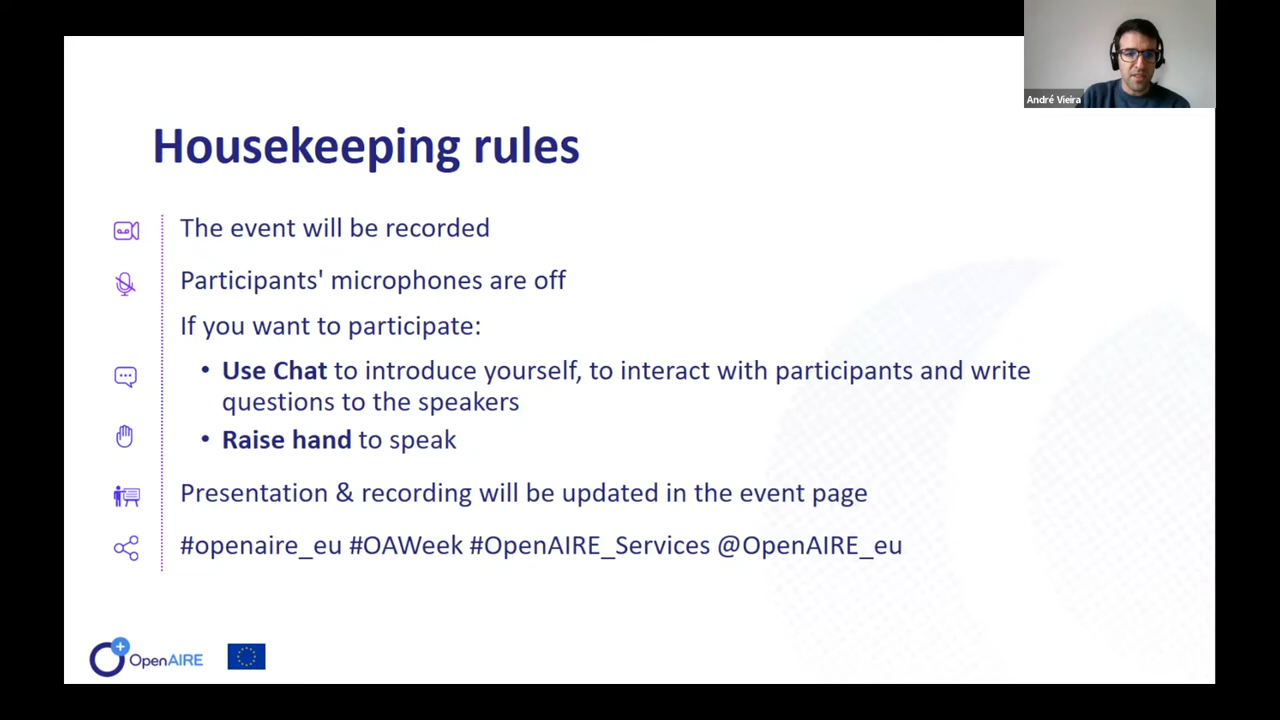 André Vieira
Housekeeping rules
The event will be recorded
Participants' microphones are off
If you want to participate:
• Use Chat to introduce yourself, to interact with participants and write
questions to the speakers
• Raise hand to speak
Presentation & recording will be updated in the event page
#openaire_eu #OAWeek #OpenAIRE_Services @OpenAIRE_eu
OpenAIRE